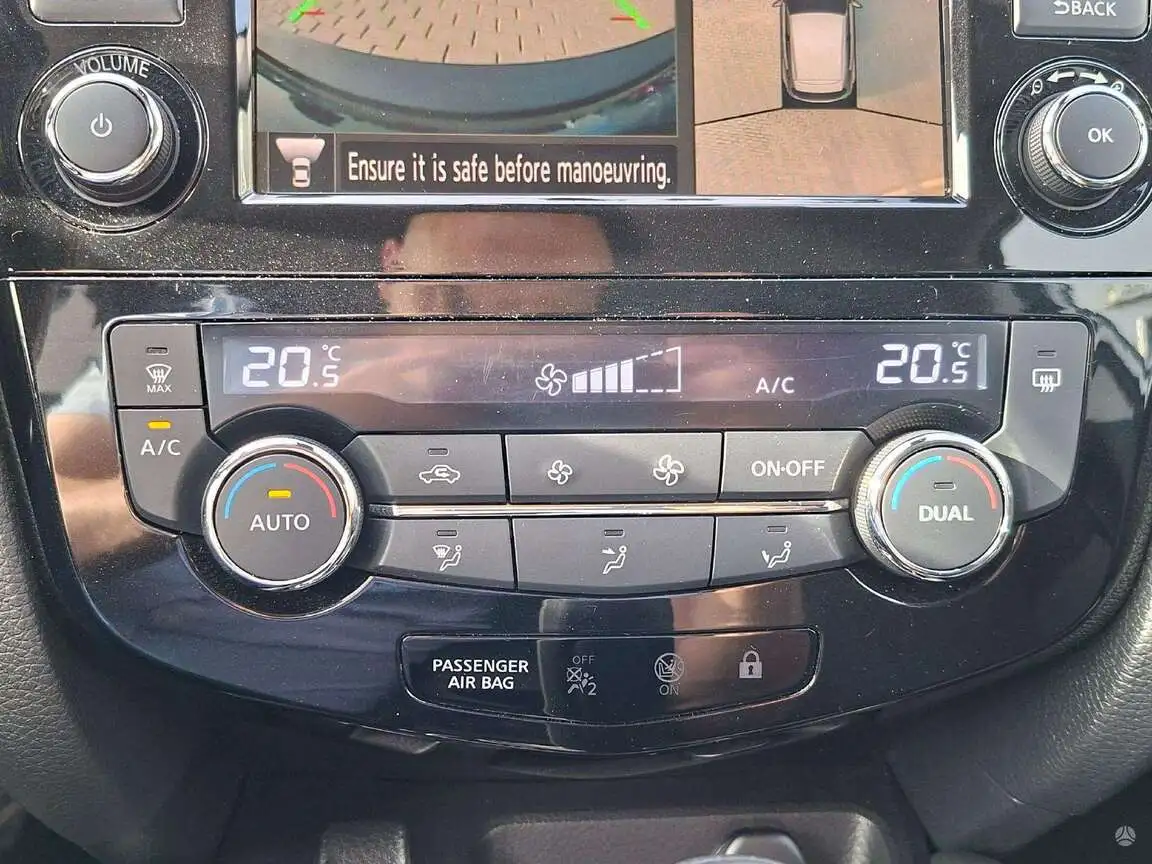 VOLUME
BACK
OK
Ensure it is safe before manoeuvring.
20.5°C
A/C
20.5°C
MAX
A/C
AUTO
ON·OFF
DUAL
PASSENGER
AIR BAG
OFF
2
ON